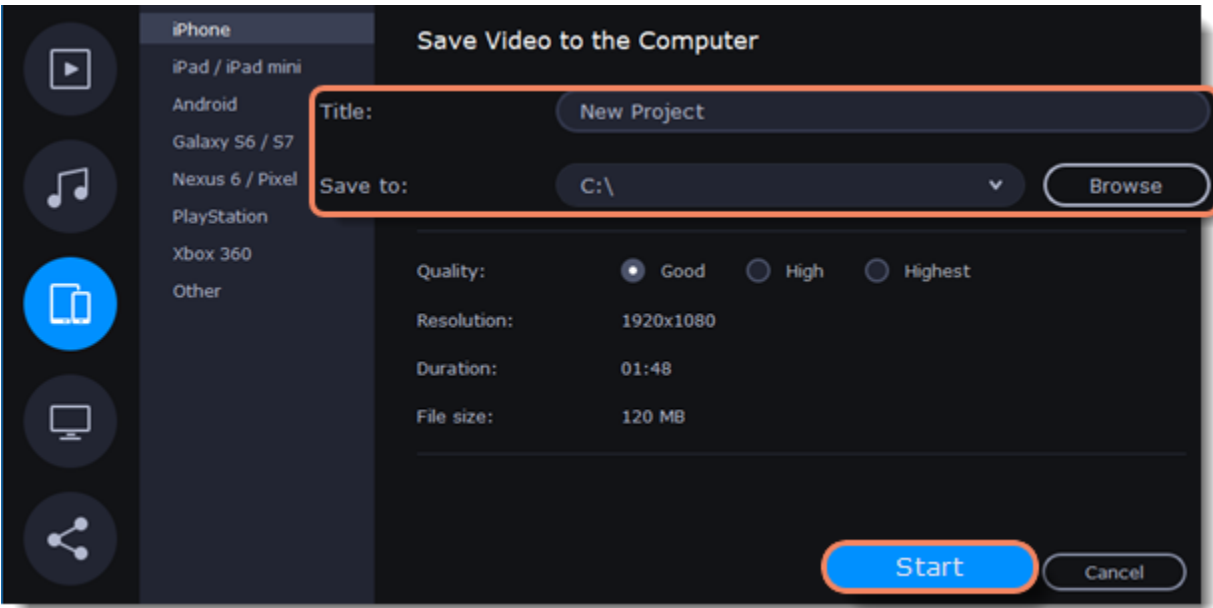 iPhone
iPad / iPad mini
Android
Galaxy S6 / S7
Nexus 6 / Pixel
PlayStation
Xbox 360
Other
Save Video to the Computer
Title: New Project
Save to: C:\ Browse
Quality: Good High Highest
Resolution: 1920x1080
Duration: 01:48
File size: 120 MB
Start Cancel